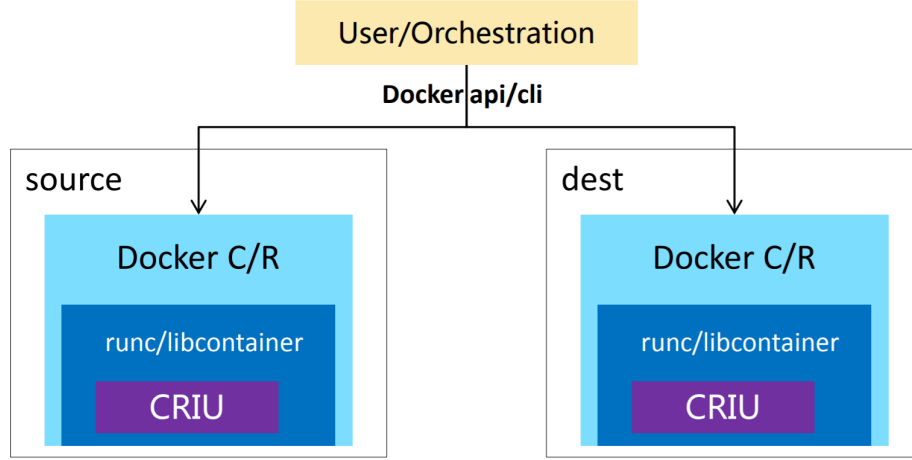 User/Orchestration
Docker api/cli
source
Docker C/R
runc/libcontainer
CRIU
dest
Docker C/R
runc/libcontainer
CRIU